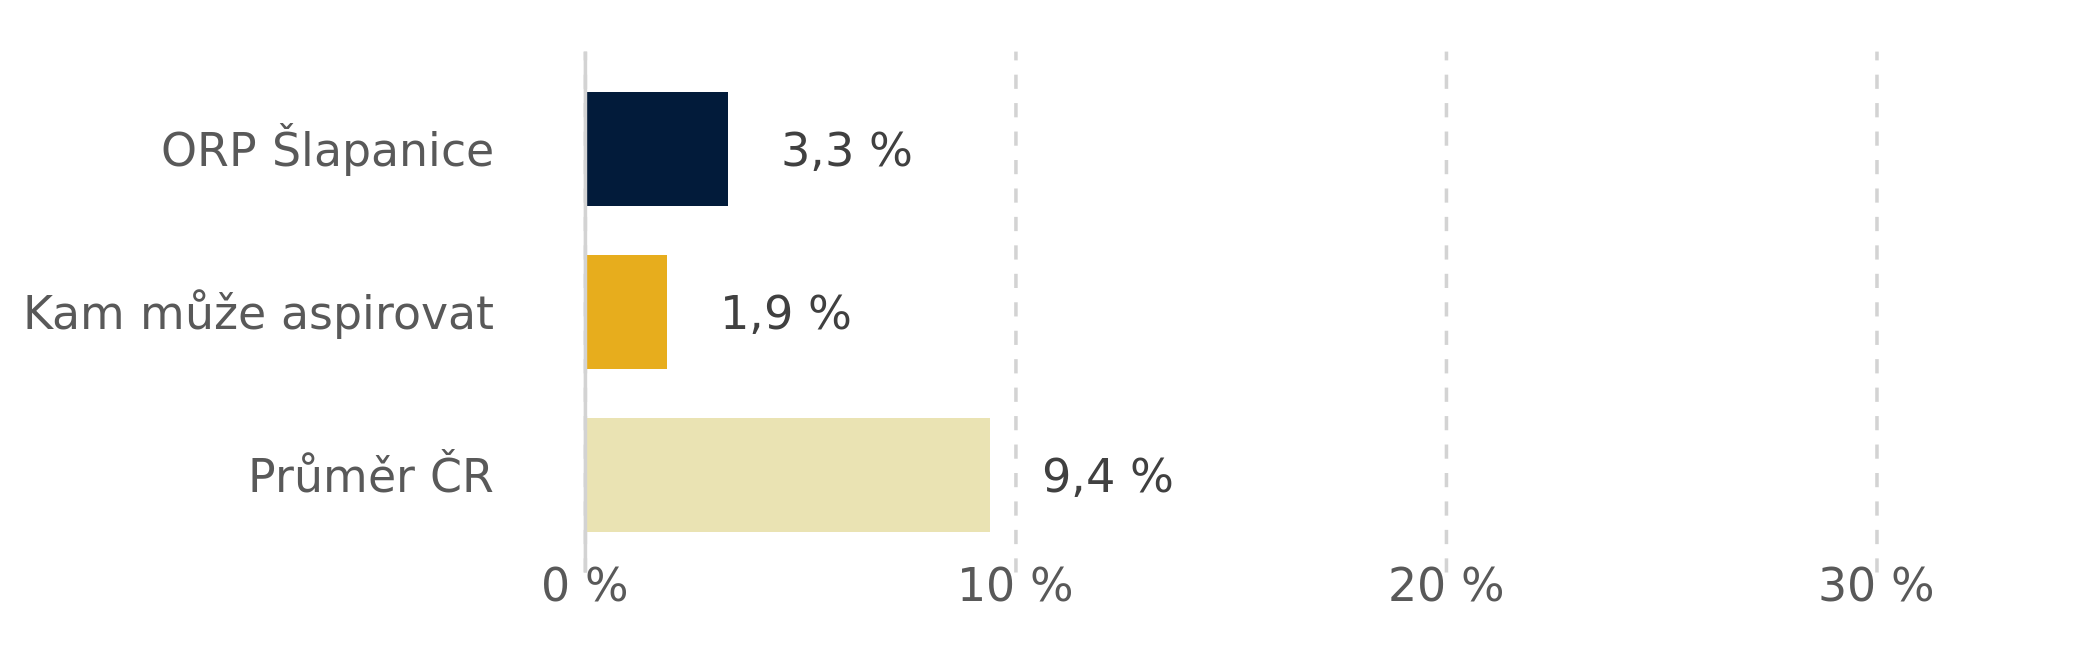 ORP Šlapanice 3,3 %
Kam může aspirovat 1,9 %
Průměr ČR 9,4 %
0 % 10 % 20 % 30 %